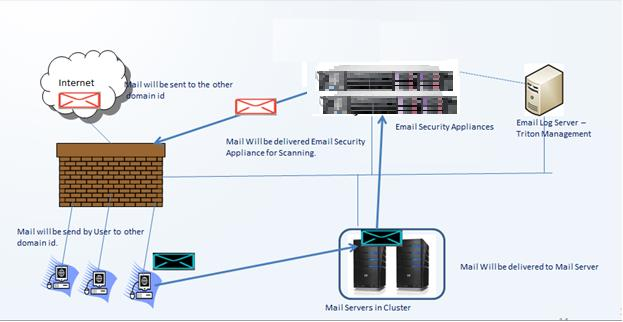 Internet
Mail will be sent to the other
domain id
Mail Will be delivered Email Security
Appliance for Scanning.
Email Security Appliances
Email Log Server –
Triton Management
Mail will be send by User to other
domain id.
Mail Will be delivered to Mail Server
Mail Servers in Cluster